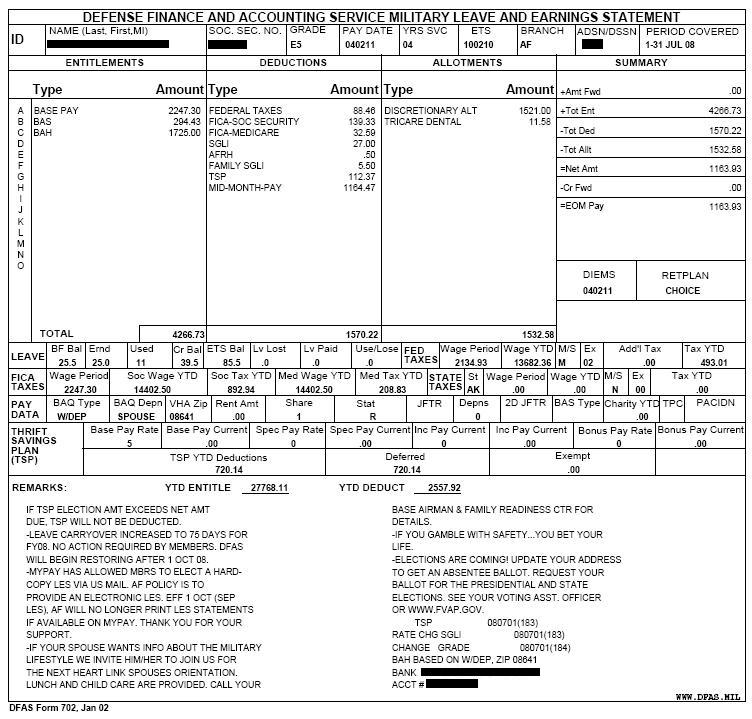 DEFENSE FINANCE AND ACCOUNTING SERVICE MILITARY LEAVE AND EARNINGS STATEMENT
ID NAME (Last, First,MI) SOC. SEC. NO. GRADE PAY DATE YRS SVC ETS BRANCH ADSN/DSSN PERIOD COVERED
E5 040211 04 100210 AF 1-31 JUL 08
ENTITLEMENTS DEDUCTIONS ALLOTMENTS SUMMARY
Type Amount Type Amount Type Amount +Amt Fwd .00
A BASE PAY 2247.30 FEDERAL TAXES 88.46 DISCRETIONARY ALT 1521.00 +Tot Ent 4266.73
B BAS 294.43 FICA-SOC SECURITY 139.33 TRICARE DENTAL 11.58
C BAH 1725.00 FICA-MEDICARE 32.59 -Tot Ded 1570.22
D SGLI 27.00
E AFRH .50 -Tot Allt 1532.58
F FAMILY SGLI 5.50
G TSP 112.37 =Net Amt 1163.93
H MID-MONTH-PAY 1164.47 -Cr Fwd .00
I
J =EOM Pay 1163.93
K
L
M
N
O
DIEMS RETPLAN
040211 CHOICE
TOTAL 4266.73 1570.22 1532.58
LEAVE BF Bal Ernd Used Cr Bal ETS Bal Lv Lost Lv Paid Use/Lose FED TAXES Wage Period Wage YTD M/S Ex Add'l Tax Tax YTD
25.5 25.0 11 39.5 85.5 .0 .0 .0 2134.93 13682.36 M 02 .00 493.01
FICA TAXES Wage Period Soc Wage YTD Soc Tax YTD Med Wage YTD Med Tax YTD STATE TAXES St Wage Period Wage YTD M/S Ex Tax YTD
2247.30 14402.50 892.94 14402.50 208.83 AK .00 .00 N 00 .00
PAY DATA BAQ Type BAQ Depn VHA Zip Rent Amt Share Stat JFTR Depns 2D JFTR BAS Type Charity YTD TPC PACIDN
W/DEP SPOUSE 08641 .00 1 R 0 .00
THRIFT SAVINGS PLAN (TSP) Base Pay Rate Base Pay Current Spec Pay Rate Spec Pay Current Inc Pay Current Inc Pay Current Bonus Pay Rate Bonus Pay Current
5 .00 0 .00 0 .00 0 .00
TSP YTD Deductions Deferred Exempt
720.14 720.14 .00
REMARKS: YTD ENTITLE 27768.11 YTD DEDUCT 2557.92
IF TSP ELECTION AMT EXCEEDS NET AMT
DUE, TSP WILL NOT BE DEDUCTED.
-LEAVE CARRYOVER INCREASED TO 75 DAYS FOR
FY08. NO ACTION REQUIRED BY MEMBERS. DFAS
WILL BEGIN RESTORING AFTER 1 OCT 08.
-MYPAY HAS ALLOWED MBRS TO ELECT A HARD-
COPY LES VIA US MAIL. AF POLICY IS TO
PROVIDE AN ELECTRONIC LES. EFF 1 OCT (SEP
LES), AF WILL NO LONGER PRINT LES STATEMENTS
IF AVAILABLE ON MYPAY. THANK YOU FOR YOUR
SUPPORT.
-IF YOUR SPOUSE WANTS INFO ABOUT THE MILITARY
LIFESTYLE WE INVITE HIM/HER TO JOIN US FOR
THE NEXT HEART LINK SPOUSES ORIENTATION.
LUNCH AND CHILD CARE ARE PROVIDED. CALL YOUR
BASE AIRMAN & FAMILY READINESS CTR FOR
DETAILS.
-IF YOU GAMBLE WITH SAFETY...YOU BET YOUR
LIFE.
-ELECTIONS ARE COMING! UPDATE YOUR ADDRESS
TO GET AN ABSENTEE BALLOT. REQUEST YOUR
BALLOT FOR THE PRESIDENTIAL AND STATE
ELECTIONS. SEE YOUR VOTING ASST. OFFICER
OR WWW.FVAP.GOV.
TSP 080701(183)
RATE CHG SGLI 080701(183)
CHANGE GRADE 080701(184)
BAH BASED ON W/DEP, ZIP 08641
BANK
ACCT #
WWW.DFAS.MIL
DFAS Form 702, Jan 02